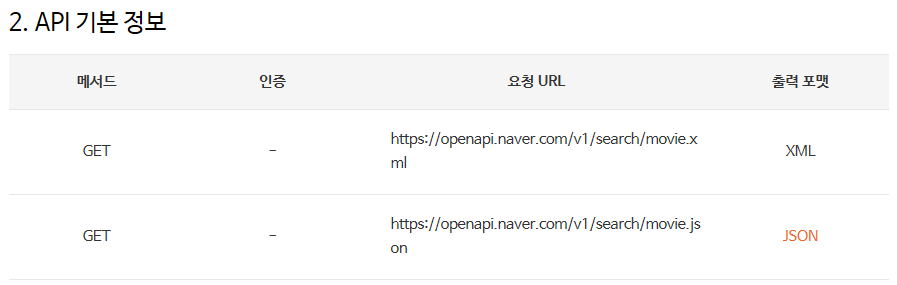 2. API 기본 정보
메서드 인증 요청 URL 출력 포맷
GET - https://openapi.naver.com/v1/search/movie.x
ml XML
GET - https://openapi.naver.com/v1/search/movie.js
on JSON